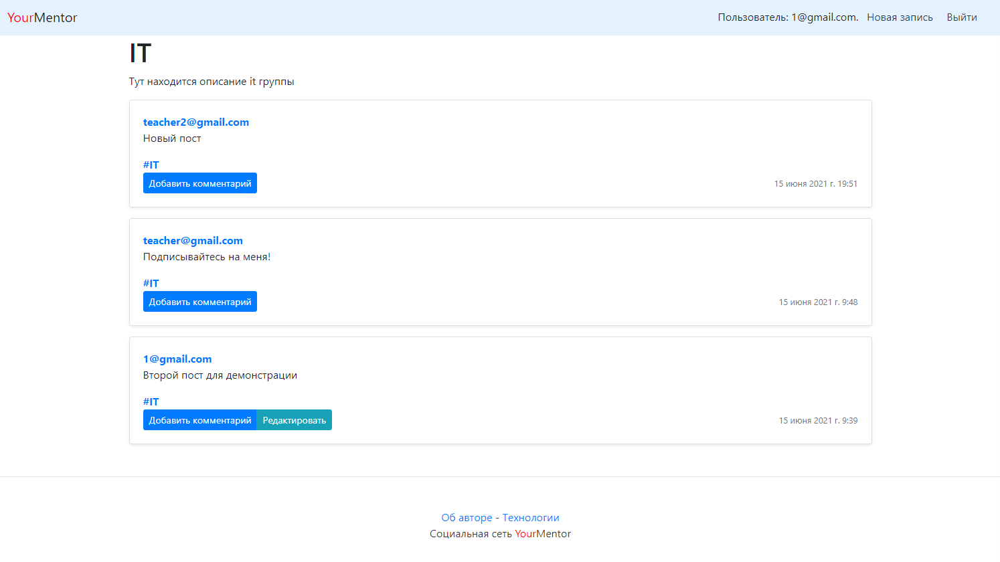 YourMentor Пользователь: 1@gmail.com. Новая запись Выйти
IT
Тут находится описание it группы
teacher2@gmail.com
Новый пост
#IT
Добавить комментарий 15 июня 2021 г. 19:51
teacher@gmail.com
Подписывайтесь на меня!
#IT
Добавить комментарий 15 июня 2021 г. 9:48
1@gmail.com
Второй пост для демонстрации
#IT
Добавить комментарий Редактировать 15 июня 2021 г. 9:39
Об авторе - Технологии
Социальная сеть YourMentor